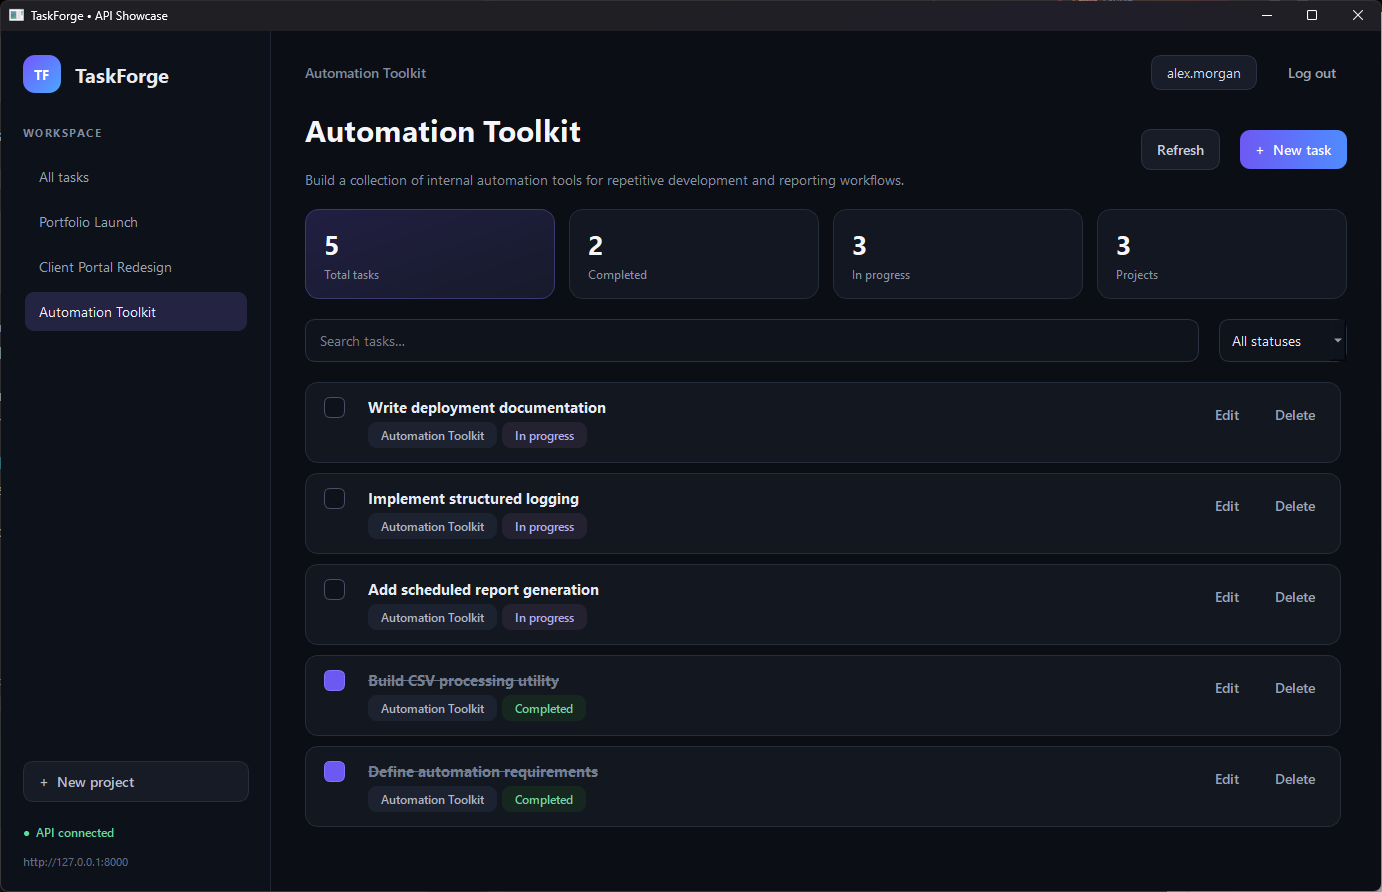 TaskForge • API Showcase
TF
TaskForge
WORKSPACE
All tasks
Portfolio Launch
Client Portal Redesign
Automation Toolkit
+ New project
● API connected
http://127.0.0.1:8000
Automation Toolkit
alex.morgan
Log out
Automation Toolkit
Build a collection of internal automation tools for repetitive development and reporting workflows.
Refresh
+ New task
5
Total tasks
2
Completed
3
In progress
3
Projects
Search tasks...
All statuses
Write deployment documentation
Automation Toolkit
In progress
Edit
Delete
Implement structured logging
Automation Toolkit
In progress
Edit
Delete
Add scheduled report generation
Automation Toolkit
In progress
Edit
Delete
Build CSV processing utility
Automation Toolkit
Completed
Edit
Delete
Define automation requirements
Automation Toolkit
Completed
Edit
Delete